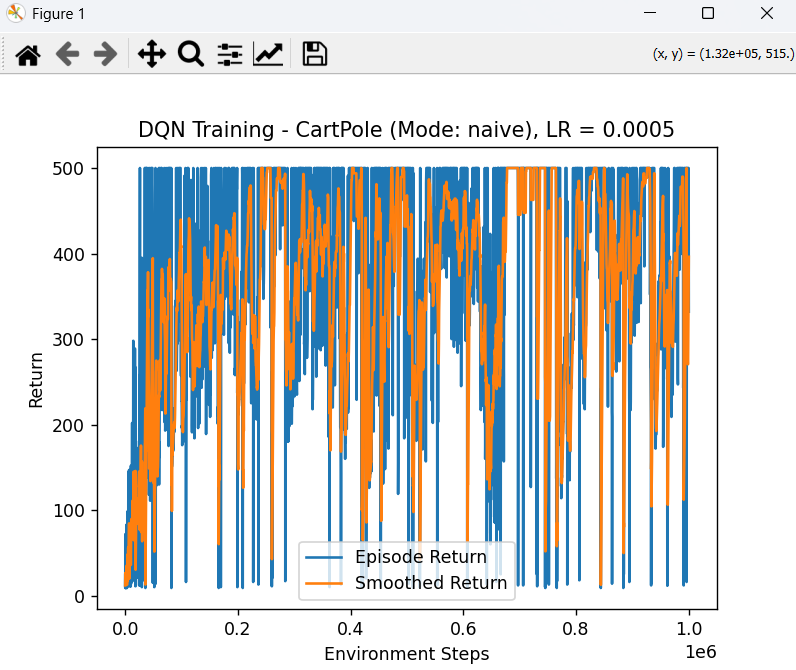 Figure 1
(x, y) = (1.32e+05, 515.)
DQN Training - CartPole (Mode: naive), LR = 0.0005
500
400
300
200
100
0
Return
Episode Return
Smoothed Return
0.0 0.2 0.4 0.6 0.8 1.0
1e6
Environment Steps